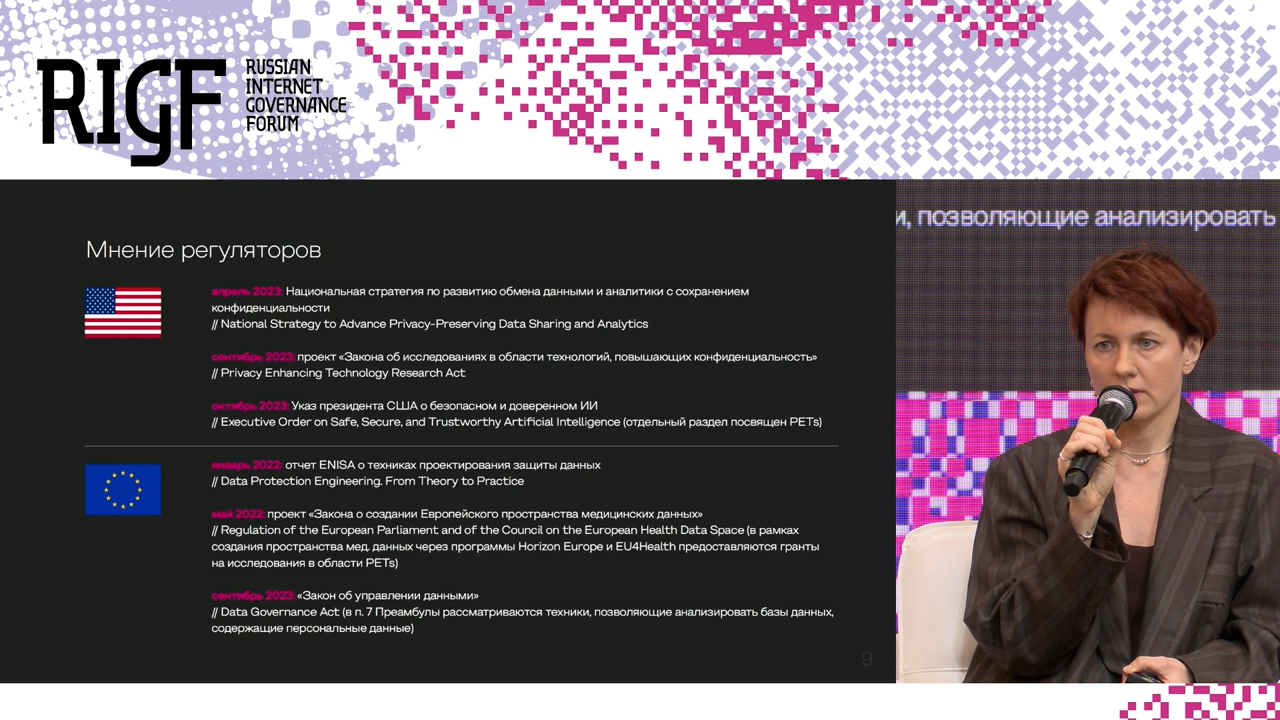 RIGF
RUSSIAN
INTERNET
GOVERNANCE
FORUM
и, позволяющие анализировать
Мнение регуляторов
апрель 2023: Национальная стратегия по развитию обмена данными и аналитики с сохранением
конфиденциальности
// National Strategy to Advance Privacy-Preserving Data Sharing and Analytics
сентябрь 2023: проект «Закона об исследованиях в области технологий, повышающих конфиденциальность»
// Privacy Enhancing Technology Research Act
октябрь 2023: Указ президента США о безопасном и доверенном ИИ
// Executive Order on Safe, Secure, and Trustworthy Artificial Intelligence (отдельный раздел посвящен PETs)
январь 2022: отчет ENISA о техниках проектирования защиты данных
// Data Protection Engineering. From Theory to Practice
май 2022: проект «Закона о создании Европейского пространства медицинских данных»
// Regulation of the European Parliament and of the Council on the European Health Data Space (в рамках
создания пространства мед. данных через программы Horizon Europe и EU4Health предоставляются гранты
на исследования в области PETs)
сентябрь 2023: «Закон об управлении данными»
// Data Governance Act (в п. 7 Преамбулы рассматриваются техники, позволяющие анализировать базы данных,
содержащие персональные данные)
9